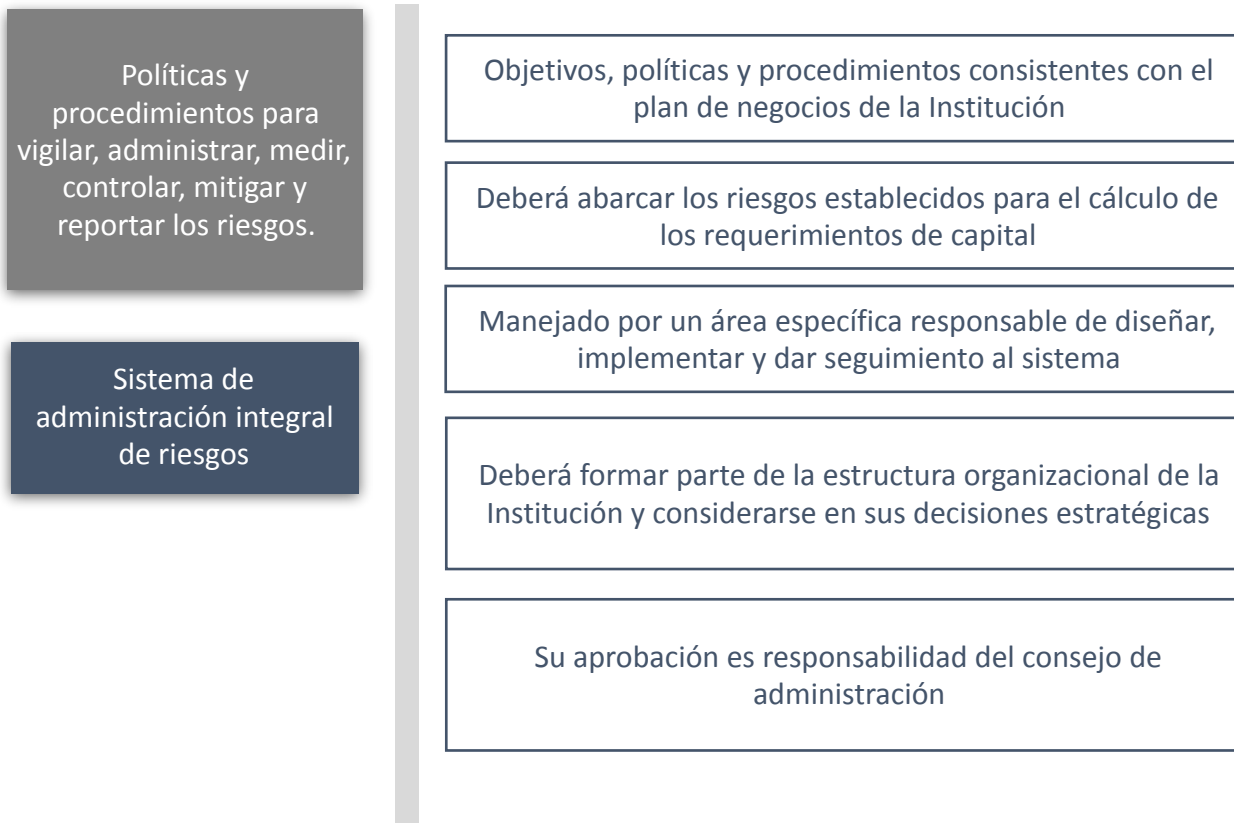 Políticas y
procedimientos para
vigilar, administrar, medir,
controlar, mitigar y
reportar los riesgos.
Sistema de
administración integral
de riesgos
Objetivos, políticas y procedimientos consistentes con el
plan de negocios de la Institución
Deberá abarcar los riesgos establecidos para el cálculo de
los requerimientos de capital
Manejado por un área específica responsable de diseñar,
implementar y dar seguimiento al sistema
Deberá formar parte de la estructura organizacional de la
Institución y considerarse en sus decisiones estratégicas
Su aprobación es responsabilidad del consejo de
administración